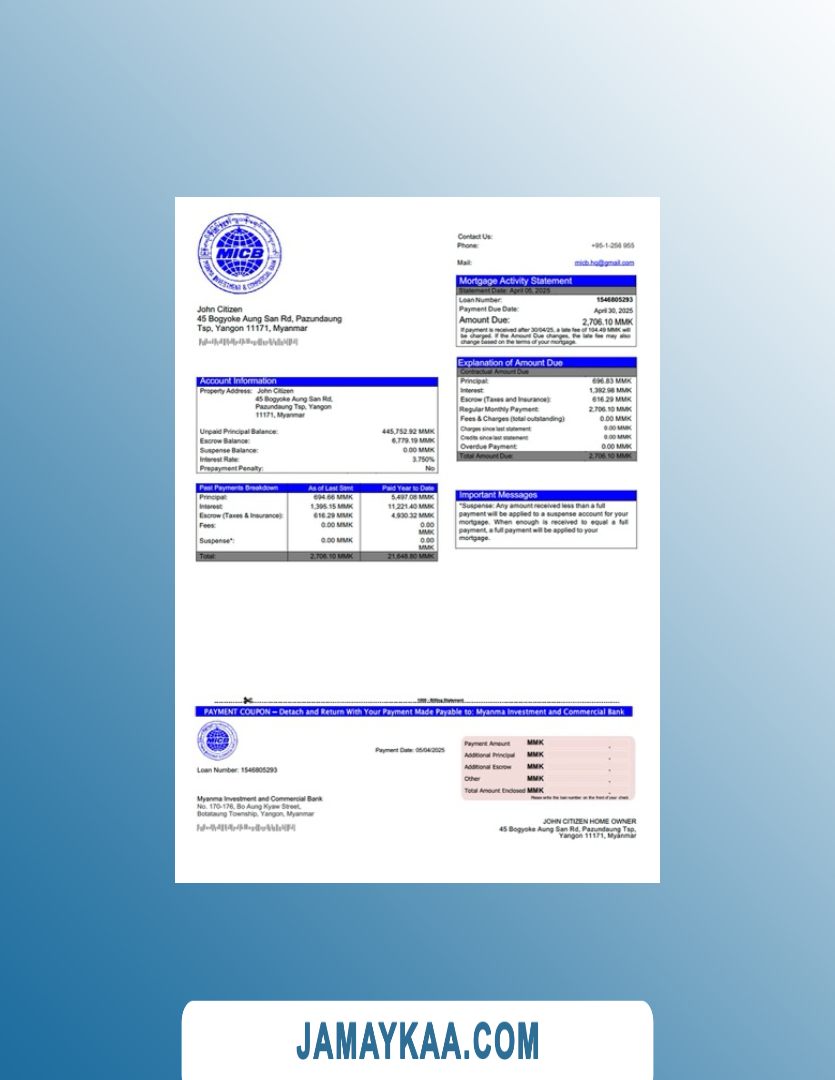 MICB
INVESTMENT & COMMERCIAL BANK
Contact Us:
Phone: +95-1-256 955
Mail: micb.hq@gmail.com
John Citizen
45 Bogyoke Aung San Rd, Pazundaung
Tsp, Yangon 11171, Myanmar
Mortgage Activity Statement
Statement Date: April 05, 2025
Loan Number: 1546805293
Payment Due Date: April 30, 2025
Amount Due: 2,706.10 MMK
If payment is received after 30/04/25, a late fee of 104.49 MMK will
be charged. If the Amount Due changes, the late fee may also
change based on the terms of your mortgage.
Explanation of Amount Due
Contractual Amount Due
Principal: 696.83 MMK
Interest: 1,392.98 MMK
Escrow (Taxes and Insurance): 616.29 MMK
Regular Monthly Payment: 2,706.10 MMK
Fees & Charges (total outstanding) 0.00 MMK
Charges since last statement: 0.00 MMK
Credits since last statement: 0.00 MMK
Overdue Payment: 0.00 MMK
Total Amount Due: 2,706.10 MMK
Account Information
Property Address: John Citizen
45 Bogyoke Aung San Rd,
Pazundaung Tsp, Yangon
11171, Myanmar
Unpaid Principal Balance: 445,752.92 MMK
Escrow Balance: 6,779.19 MMK
Suspense Balance: 0.00 MMK
Interest Rate: 3.750%
Prepayment Penalty: No
Past Payments Breakdown As of Last Stmt Paid Year to Date
Principal: 694.66 MMK 5,497.08 MMK
Interest: 1,395.15 MMK 11,221.40 MMK
Escrow (Taxes & Insurance): 616.29 MMK 4,930.32 MMK
Fees: 0.00 MMK 0.00
MMK
Suspense*: 0.00 MMK 0.00
MMK
Total: 2,706.10 MMK 21,648.80 MMK
Important Messages
*Suspense: Any amount received less than a full
payment will be applied to a suspense account for your
mortgage. When enough is received to equal a full
payment, a full payment will be applied to your
mortgage.
Billing Statement
PAYMENT COUPON – Detach and Return With Your Payment Made Payable to: Myanma Investment and Commercial Bank
MICB
Loan Number: 1546805293
Payment Date: 05/04/2025
Payment Amount MMK .
Additional Principal MMK .
Additional Escrow MMK .
Other MMK .
Total Amount Enclosed MMK .
Please write the loan number on the front of your check.
Myanma Investment and Commercial Bank
No. 170-176, Bo Aung Kyaw Street,
Botataung Township, Yangon, Myanmar
JOHN CITIZEN HOME OWNER
45 Bogyoke Aung San Rd, Pazundaung Tsp,
Yangon 11171, Myanmar
JAMAYKAA.COM